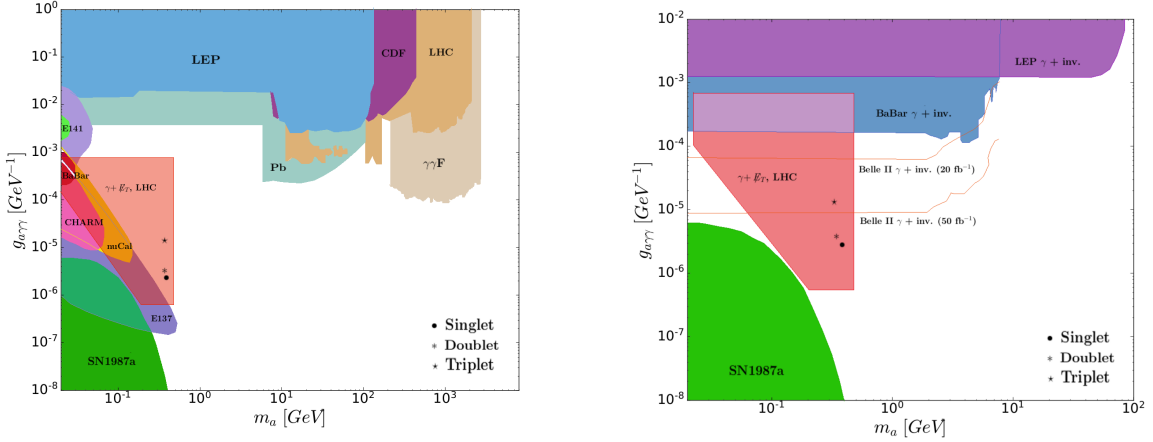 10^0
10^-1
10^-2
10^-3
10^-4
10^-5
10^-6
10^-7
10^-8
g_{aγγ} [GeV^{-1}]
LEP
CDF
LHC
E141
Pb
γγF
BaBar
γ+ E̸_T, LHC
CHARM
nuCal
E137
SN1987a
Singlet
Doublet
Triplet
10^-1
10^0
10^1
10^2
10^3
m_a [GeV]
10^-2
10^-3
10^-4
10^-5
10^-6
10^-7
10^-8
g_{aγγ} [GeV^{-1}]
LEP γ + inv.
BaBar γ + inv.
Belle II γ + inv. (20 fb^{-1})
γ+ E̸_T, LHC
Belle II γ + inv. (50 fb^{-1})
SN1987a
Singlet
Doublet
Triplet
10^-1
10^0
10^1
10^2
m_a [GeV]